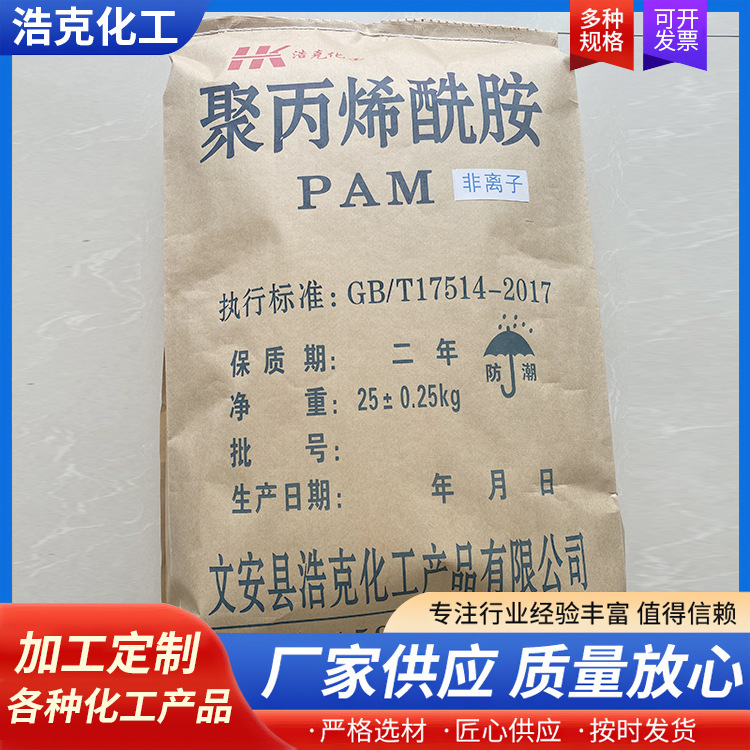 浩克化工
多种
规格
可开
发票
HK 浩克化工
聚丙烯酰胺
PAM 非离子
执行标准: GB/T17514-2017
保质期: 二年
防潮
净重: 25±0.25kg
批号:
生产日期: 年 月 日
文安县浩克化工产品有限公司
专注行业经验丰富 值得信赖
加工定制
各种化工产品
厂家供应 质量放心
·严格选材 ·匠心供应 ·按时发货